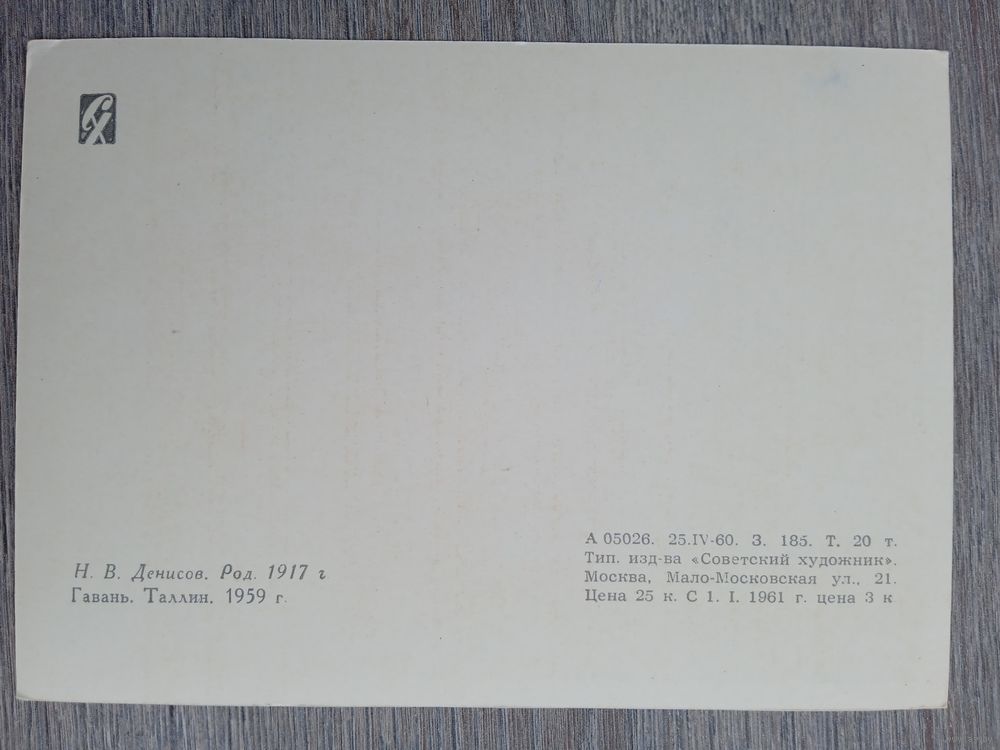 СХ
Н. В. Денисов. Род. 1917 г
Гавань. Таллин. 1959 г.
А 05026. 25.IV-60. З. 185. Т. 20 т.
Тип. изд-ва «Советский художник».
Москва, Мало-Московская ул., 21.
Цена 25 к. С 1. I. 1961 г. цена 3 к